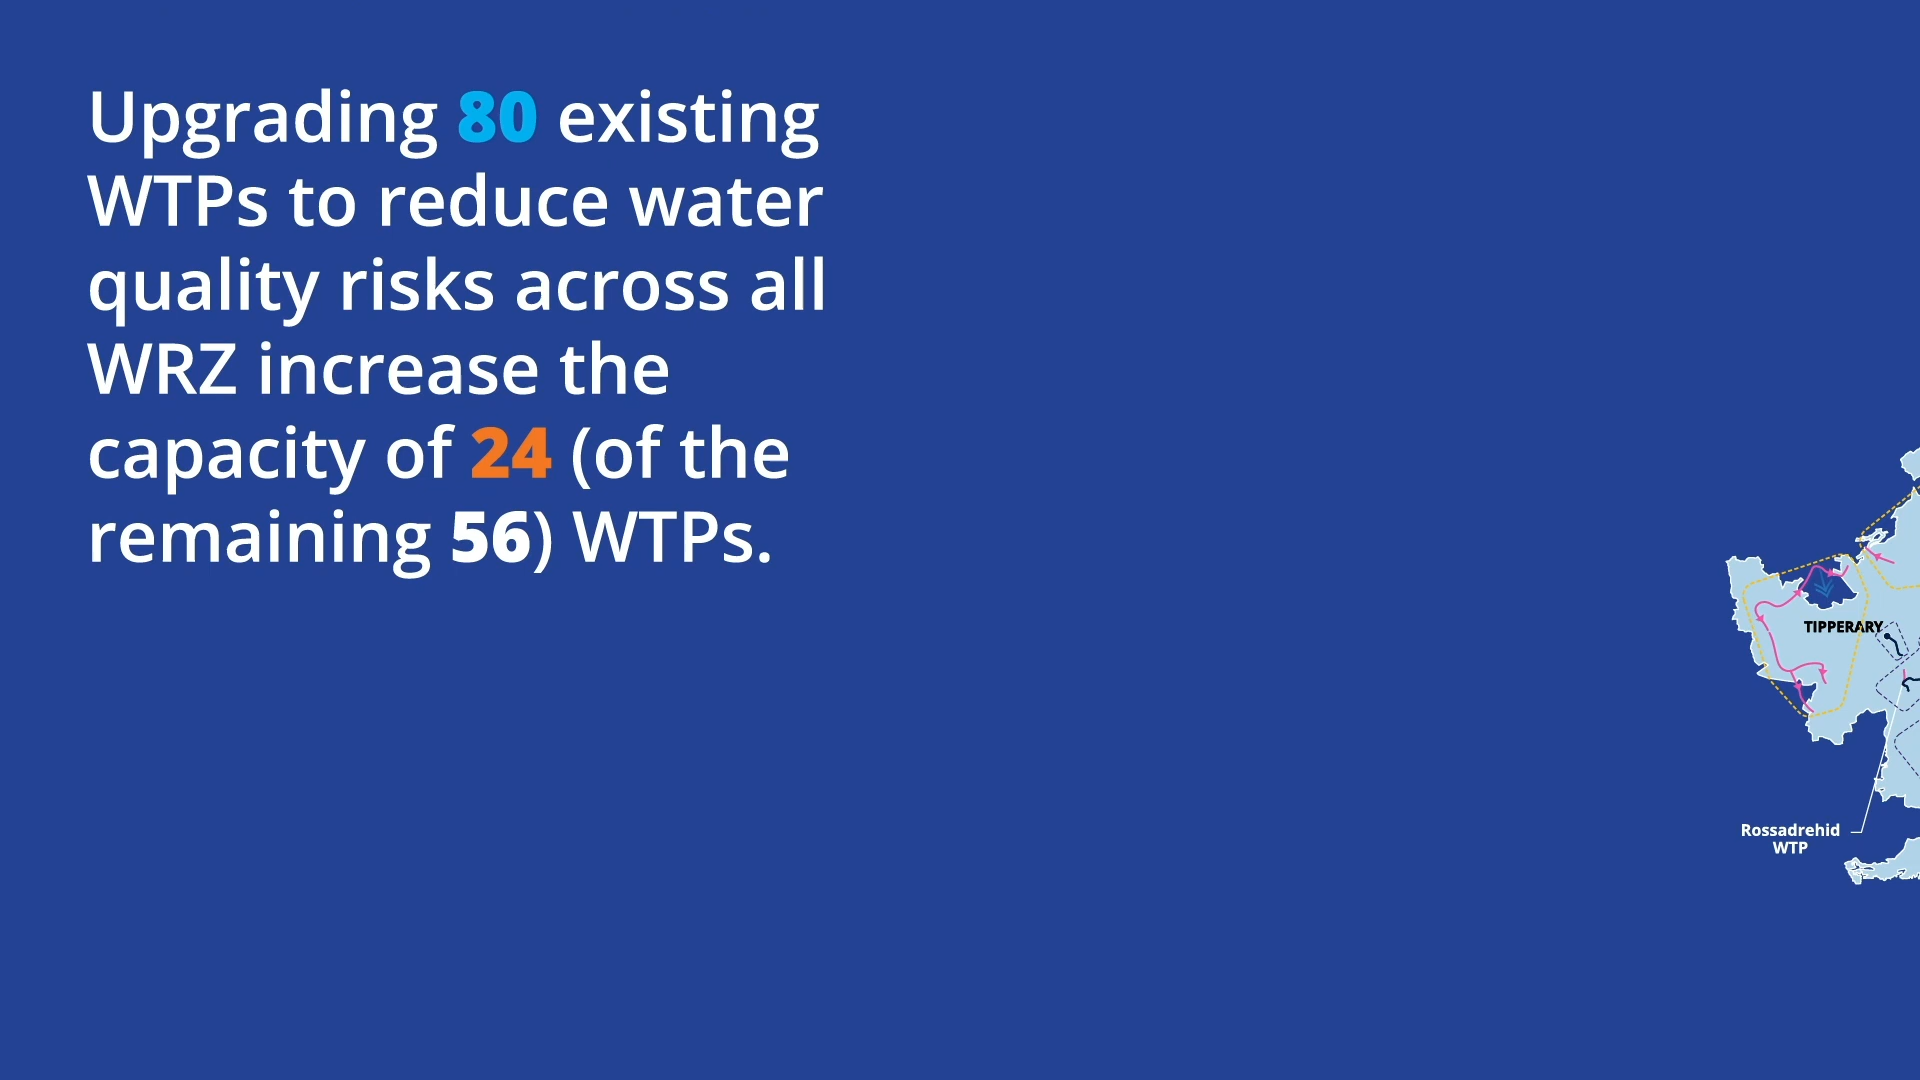 Upgrading 80 existing
WTPs to reduce water
quality risks across all
WRZ increase the
capacity of 24 (of the
remaining 56) WTPs.
TIPPERARY
Rossadrehid
WTP